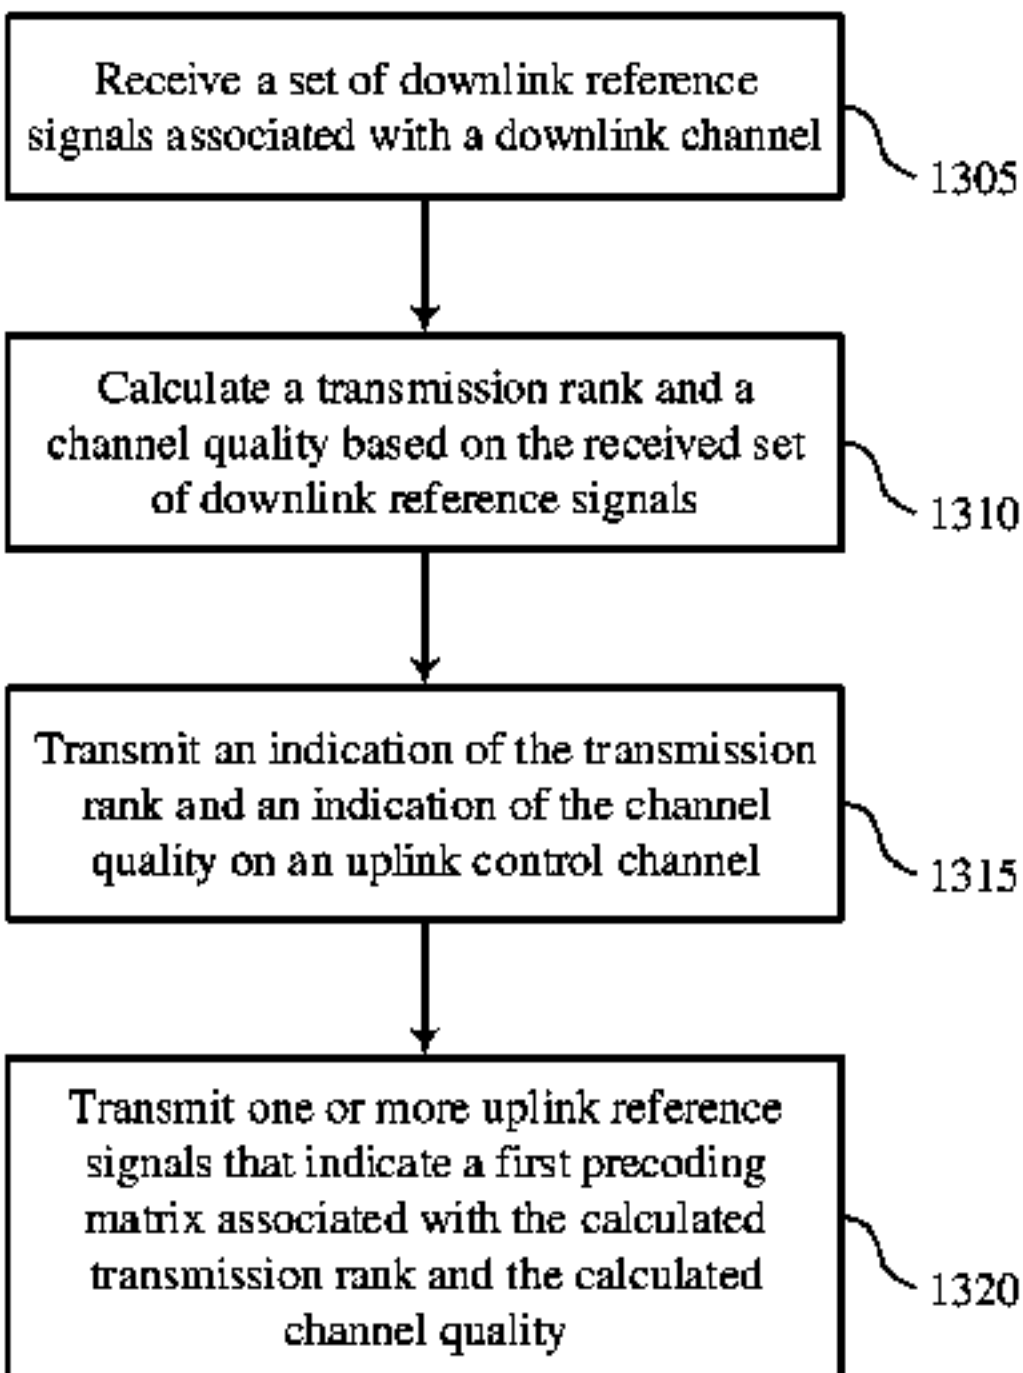 Receive a set of downlink reference
signals associated with a downlink channel
1305
Calculate a transmission rank and a
channel quality based on the received set
of downlink reference signals
1310
Transmit an indication of the transmission
rank and an indication of the channel
quality on an uplink control channel
1315
Transmit one or more uplink reference
signals that indicate a first precoding
matrix associated with the calculated
transmission rank and the calculated
channel quality
1320